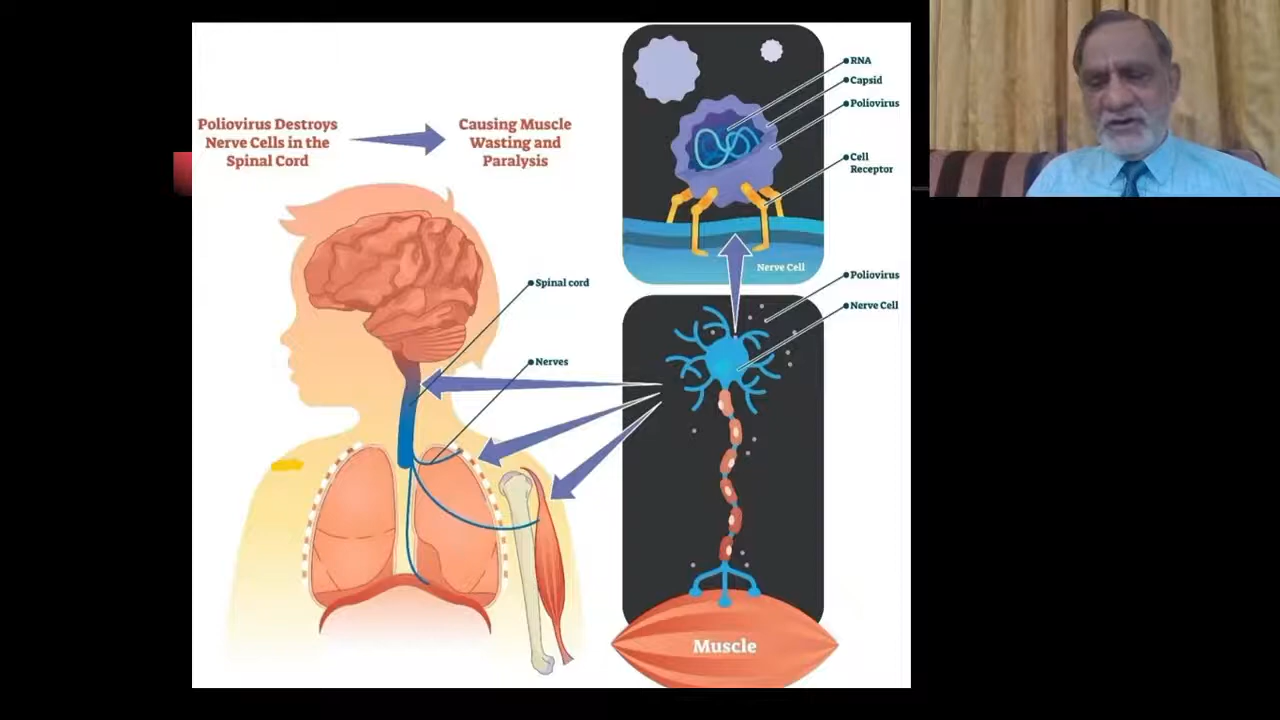 Poliovirus Destroys
Nerve Cells in the
Spinal Cord
Causing Muscle
Wasting and
Paralysis
RNA
Capsid
Poliovirus
Cell
Receptor
Nerve Cell
Spinal cord
Nerves
Poliovirus
Nerve Cell
Muscle